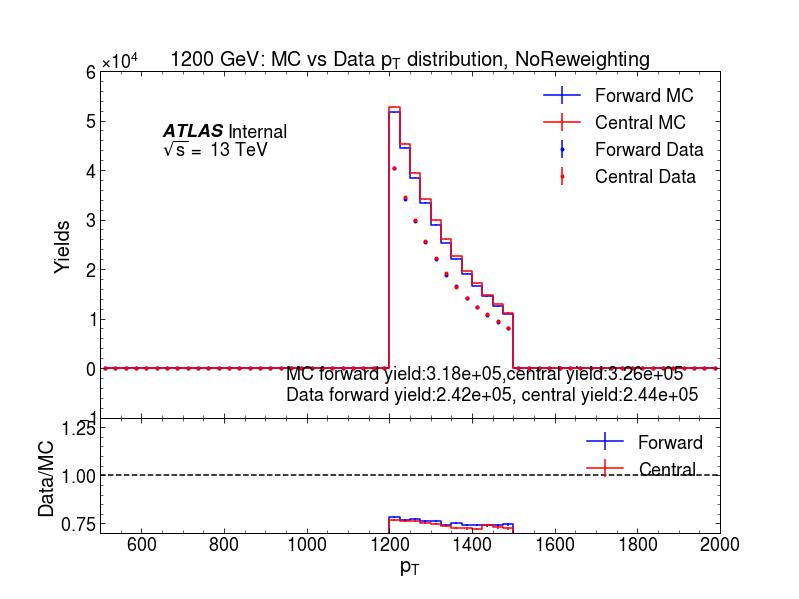 ×10⁴
1200 GeV: MC vs Data p_T distribution, NoReweighting
6
5
4
3
2
1
0
−1
Yields
ATLAS Internal
√s = 13 TeV
Forward MC
Central MC
Forward Data
Central Data
MC forward yield:3.18e+05,central yield:3.26e+05
Data forward yield:2.42e+05, central yield:2.44e+05
1.25
1.00
0.75
Data/MC
Forward
Central
600 800 1000 1200 1400 1600 1800 2000
p_T